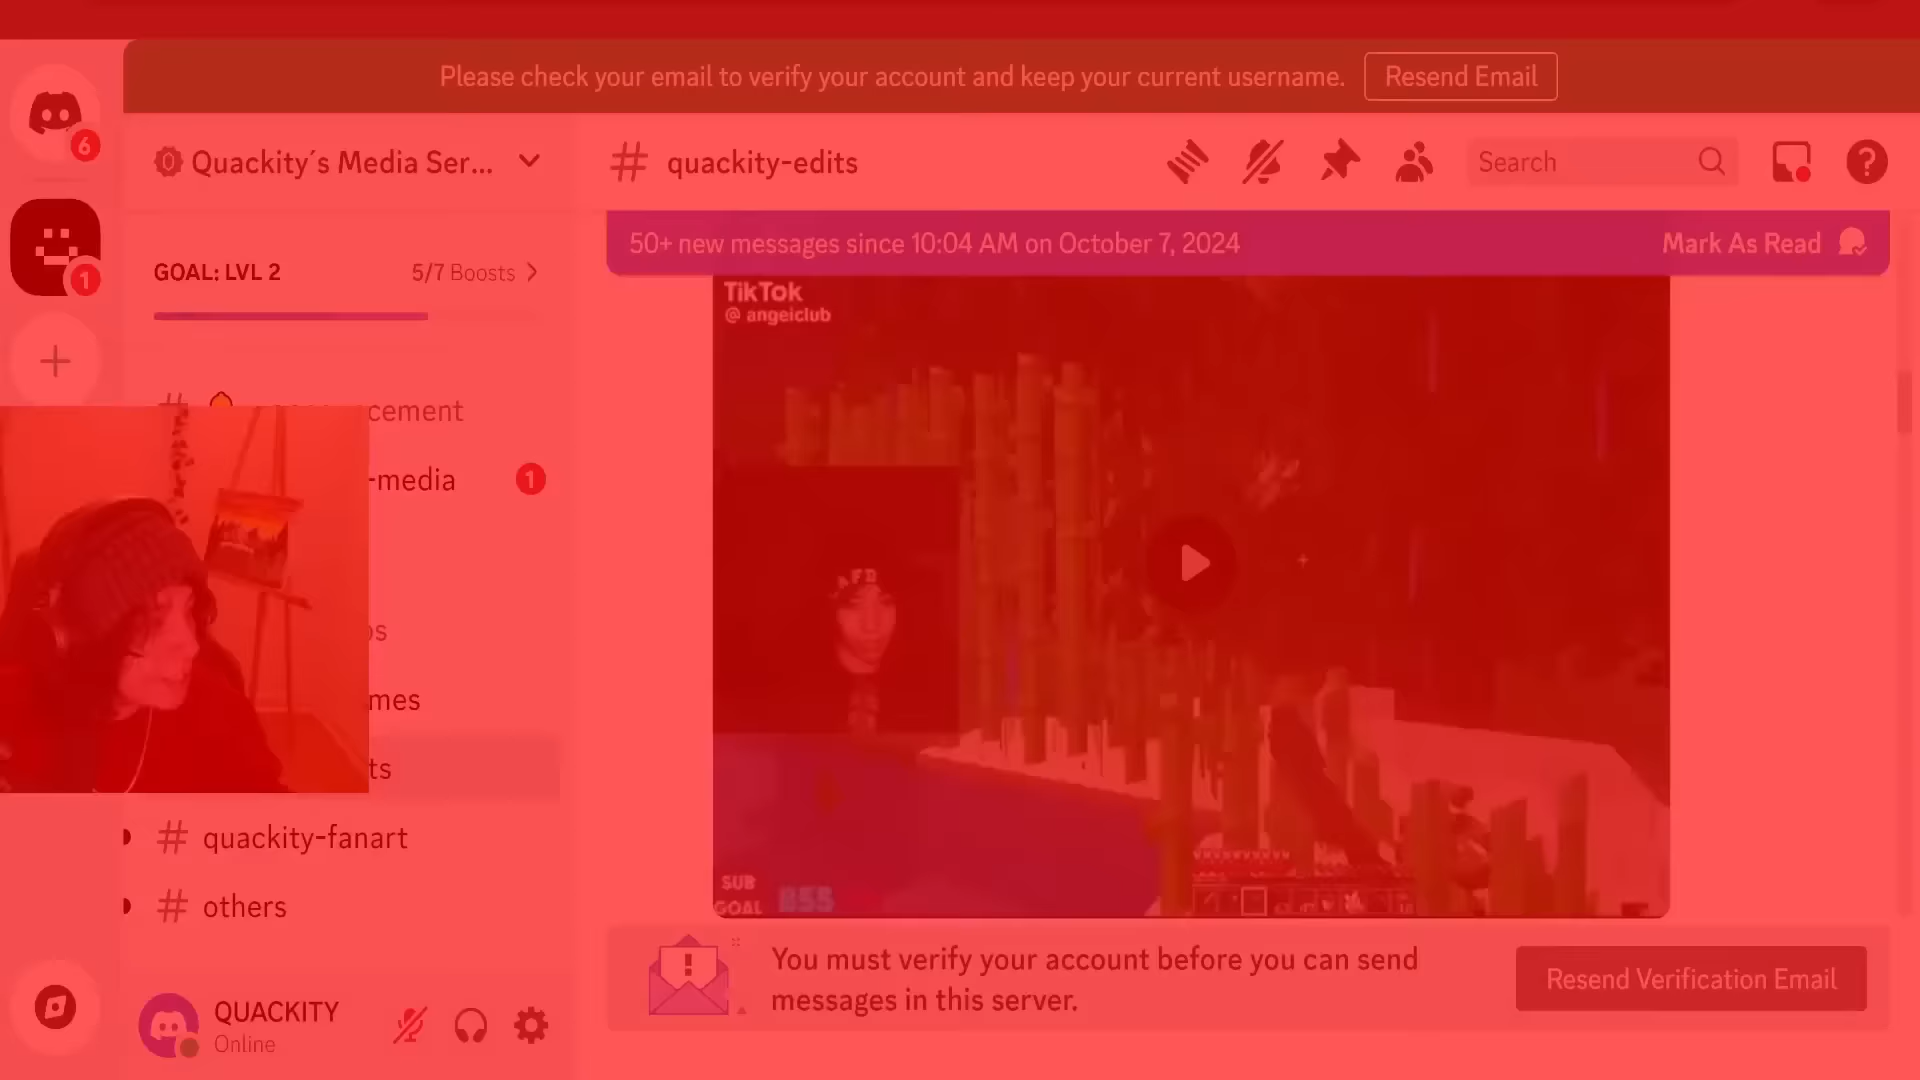 Please check your email to verify your account and keep your current username.
Resend Email
6
1
Quackity´s Media Ser...
GOAL: LVL 2
5/7 Boosts
cement
-media
1
os
mes
ts
quackity-fanart
others
QUACKITY
Online
# quackity-edits
Search
50+ new messages since 10:04 AM on October 7, 2024
Mark As Read
TikTok
@ angeiclub
AFD
SUB
GOAL
855
You must verify your account before you can send
messages in this server.
Resend Verification Email